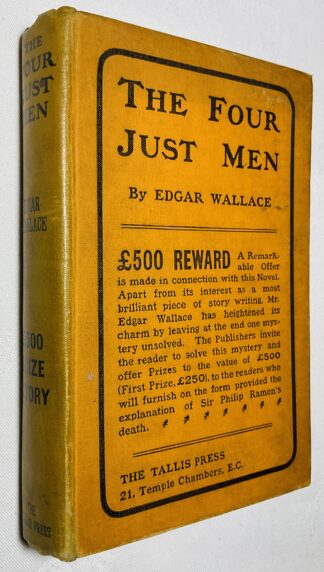 THE
FOUR
JUST
MEN
EDGAR
WALLACE
£500
PRIZE
STORY
THE
TALLIS PRESS
THE FOUR
JUST MEN
By EDGAR WALLACE
£500 REWARD A Remark-
able Offer
is made in connection with this Novel.
Apart from its interest as a most
brilliant piece of story writing, Mr.
Edgar Wallace has heightened its
charm by leaving at the end one mys-
tery unsolved. The Publishers invite
the reader to solve this mystery and
offer Prizes to the value of £500
(First Prize, £250), to the readers who
will furnish on the form provided the
explanation of Sir Philip Ramon's
death.
THE TALLIS PRESS
21, Temple Chambers, E.C.